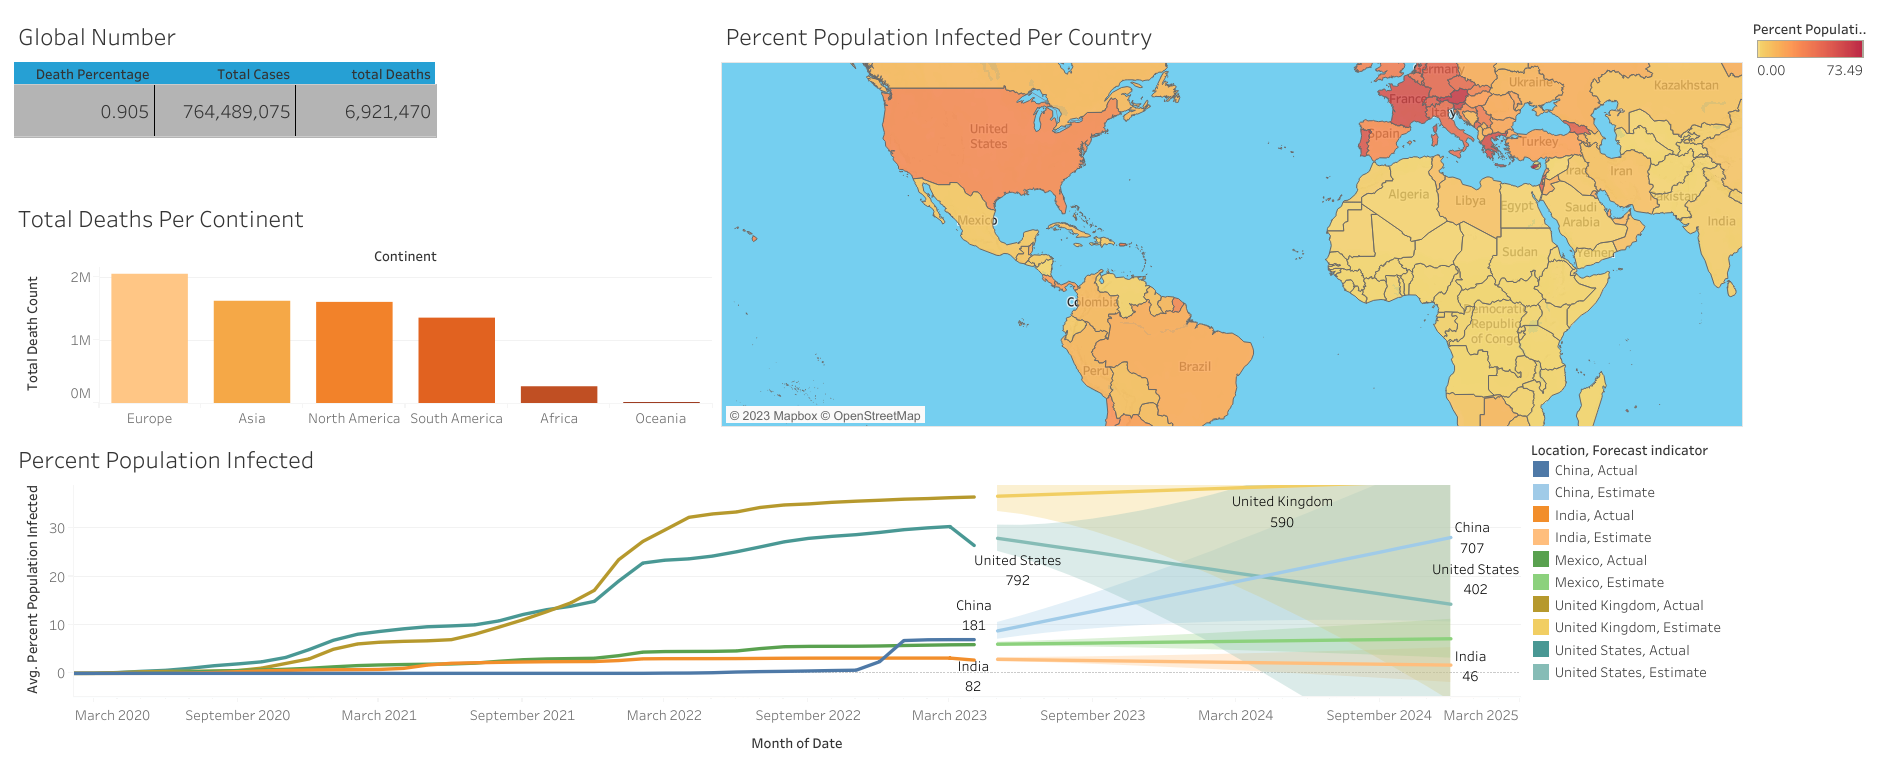 Global Number
Death Percentage Total Cases total Deaths
0.905 764,489,075 6,921,470
Total Deaths Per Continent
Continent
Total Death Count
2M
1M
0M
Europe Asia North America South America Africa Oceania
Percent Population Infected Per Country
Germany
Ukraine
Kazakhstan
France
Italy
Spain
Turkey
United
States
Iraq
Iran
Algeria
Libya
Egypt
Pakistan
Saudi
Arabia
India
Mexico
Sudan
Yemen
Colombia
Democratic
Republic
of Congo
Peru
Brazil
© 2023 Mapbox © OpenStreetMap
Percent Populati..
0.00 73.49
Percent Population Infected
Avg. Percent Population Infected
30
20
10
0
United Kingdom
590
China
707
United States
792
United States
402
China
181
India
82
India
46
March 2020 September 2020 March 2021 September 2021 March 2022 September 2022 March 2023 September 2023 March 2024 September 2024 March 2025
Month of Date
Location, Forecast indicator
China, Actual
China, Estimate
India, Actual
India, Estimate
Mexico, Actual
Mexico, Estimate
United Kingdom, Actual
United Kingdom, Estimate
United States, Actual
United States, Estimate